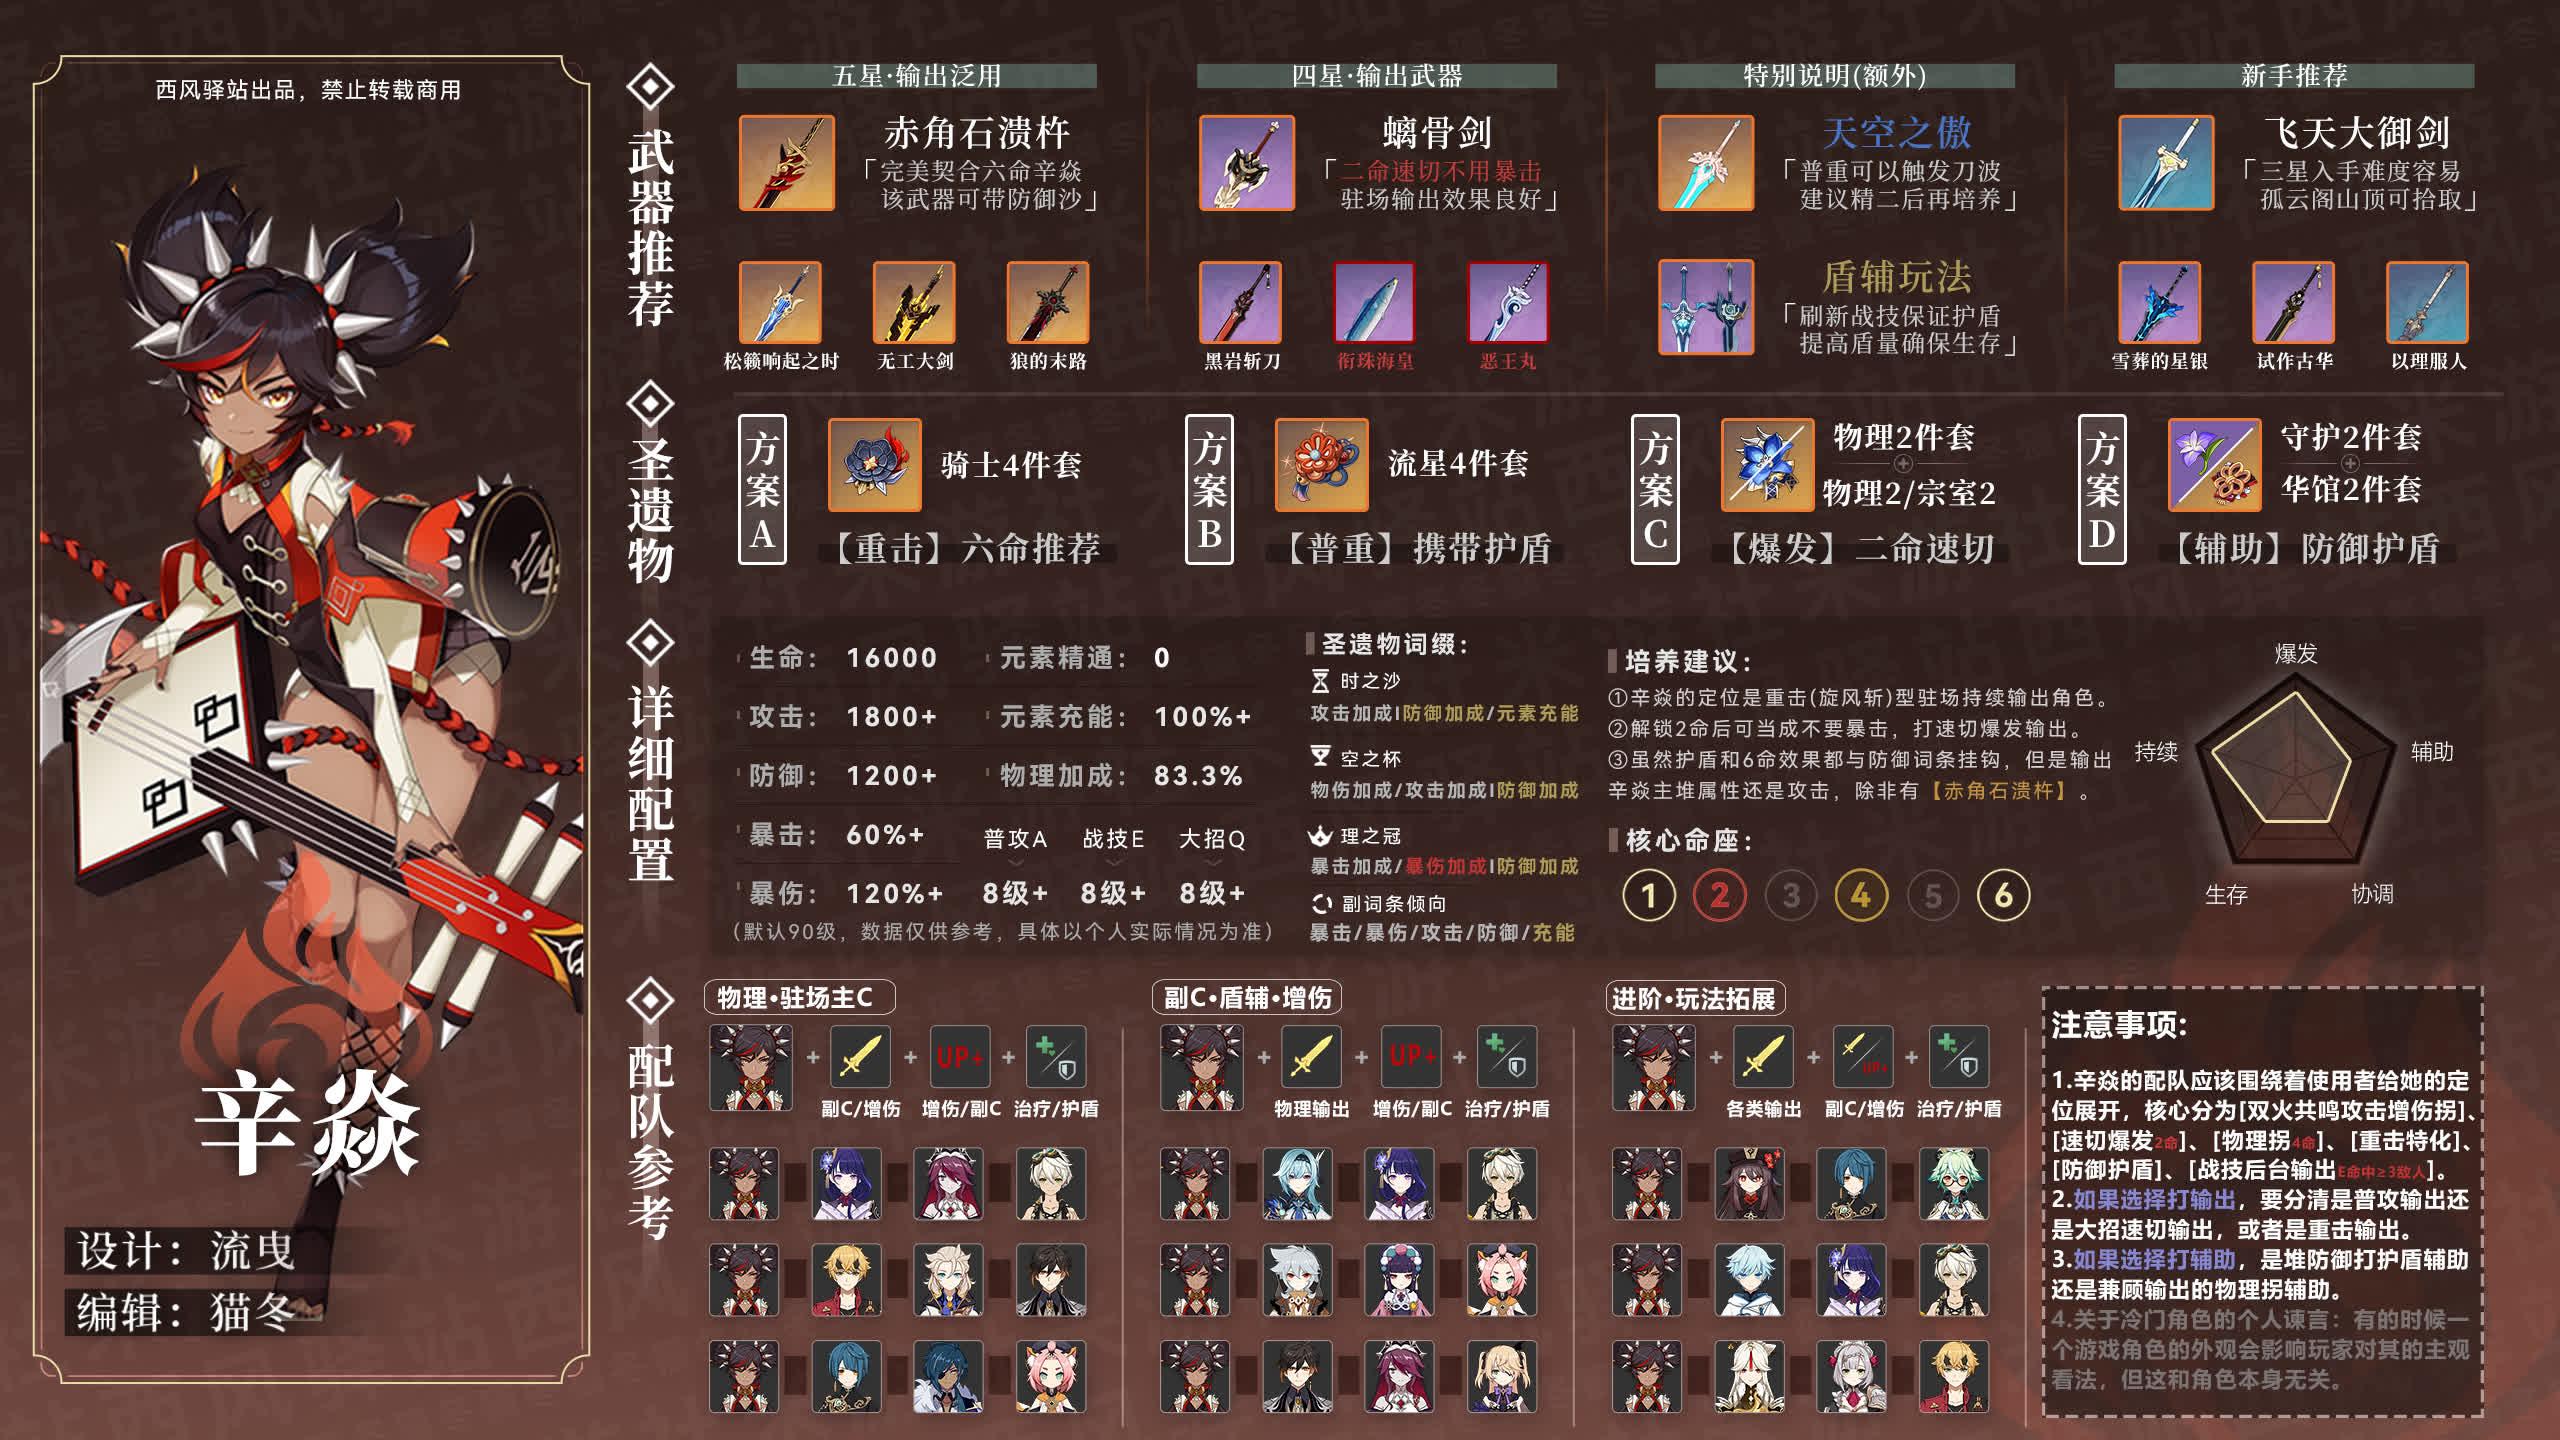 西风驿站出品，禁止转载商用
辛焱
设计：流曳
编辑：猫冬
武器推荐
五星·输出泛用
赤角石溃杵
「完美契合六命辛焱
该武器可带防御沙」
松籁响起之时
无工大剑
狼的末路
四星·输出武器
螭骨剑
「二命速切不用暴击
驻场输出效果良好」
黑岩斩刀
衔珠海皇
恶王丸
特别说明(额外)
天空之傲
「普重可以触发刀波
建议精二后再培养」
盾辅玩法
「刷新战技保证护盾
提高盾量确保生存」
新手推荐
飞天大御剑
「三星入手难度容易
孤云阁山顶可拾取」
雪葬的星银
试作古华
以理服人
圣遗物
方案A
骑士4件套
【重击】六命推荐
方案B
流星4件套
【普重】携带护盾
方案C
物理2件套
物理2/宗室2
【爆发】二命速切
方案D
守护2件套
华馆2件套
【辅助】防御护盾
详细配置
生命： 16000 元素精通： 0
攻击： 1800+ 元素充能： 100%+
防御： 1200+ 物理加成： 83.3%
暴击： 60%+ 普攻A 战技E 大招Q
暴伤： 120%+ 8级+ 8级+ 8级+
(默认90级，数据仅供参考，具体以个人实际情况为准)
圣遗物词缀：
时之沙
攻击加成|防御加成/元素充能
空之杯
物伤加成/攻击加成|防御加成
理之冠
暴击加成/暴伤加成|防御加成
副词条倾向
暴击/暴伤/攻击/防御/充能
培养建议：
①辛焱的定位是重击(旋风斩)型驻场持续输出角色。
②解锁2命后可当成不要暴击，打速切爆发输出。
③虽然护盾和6命效果都与防御词条挂钩，但是输出
辛焱主堆属性还是攻击，除非有【赤角石溃杵】。
核心命座：
1 2 3 4 5 6
爆发
持续
辅助
生存
协调
配队参考
物理·驻场主C
UP+
副C/增伤 增伤/副C 治疗/护盾
副C·盾辅·增伤
UP+
物理输出 增伤/副C 治疗/护盾
进阶·玩法拓展
UP+
各类输出 副C/增伤 治疗/护盾
注意事项:
1.辛焱的配队应该围绕着使用者给她的定
位展开，核心分为[双火共鸣攻击增伤拐]、
[速切爆发2命]、[物理拐4命]、[重击特化]、
[防御护盾]、[战技后台输出E命中≥3敌人]。
2.如果选择打输出，要分清是普攻输出还
是大招速切输出，或者是重击输出。
3.如果选择打辅助，是堆防御打护盾辅助
还是兼顾输出的物理拐辅助。
4.关于冷门角色的个人谏言：有的时候一
个游戏角色的外观会影响玩家对其的主观
看法，但这和角色本身无关。